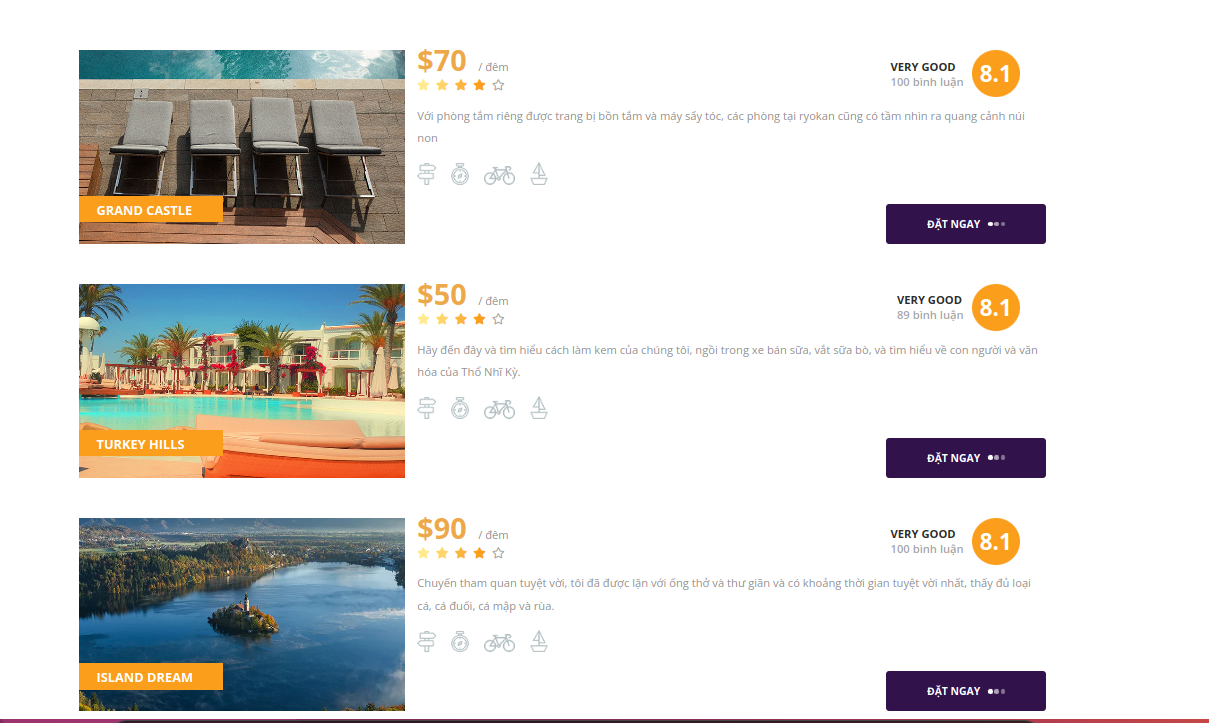 $70 / đêm
VERY GOOD
100 bình luận
8.1
Với phòng tắm riêng được trang bị bồn tắm và máy sấy tóc, các phòng tại ryokan cũng có tầm nhìn ra quang cảnh núi
non
GRAND CASTLE
ĐẶT NGAY
$50 / đêm
VERY GOOD
89 bình luận
8.1
Hãy đến đây và tìm hiểu cách làm kem của chúng tôi, ngồi trong xe bán sữa, vắt sữa bò, và tìm hiểu về con người và văn
hóa của Thổ Nhĩ Kỳ.
TURKEY HILLS
ĐẶT NGAY
$90 / đêm
VERY GOOD
100 bình luận
8.1
Chuyến tham quan tuyệt vời, tôi đã được lặn với ống thở và thư giãn và có khoảng thời gian tuyệt vời nhất, thấy đủ loại
cá, cá đuối, cá mập và rùa.
ISLAND DREAM
ĐẶT NGAY